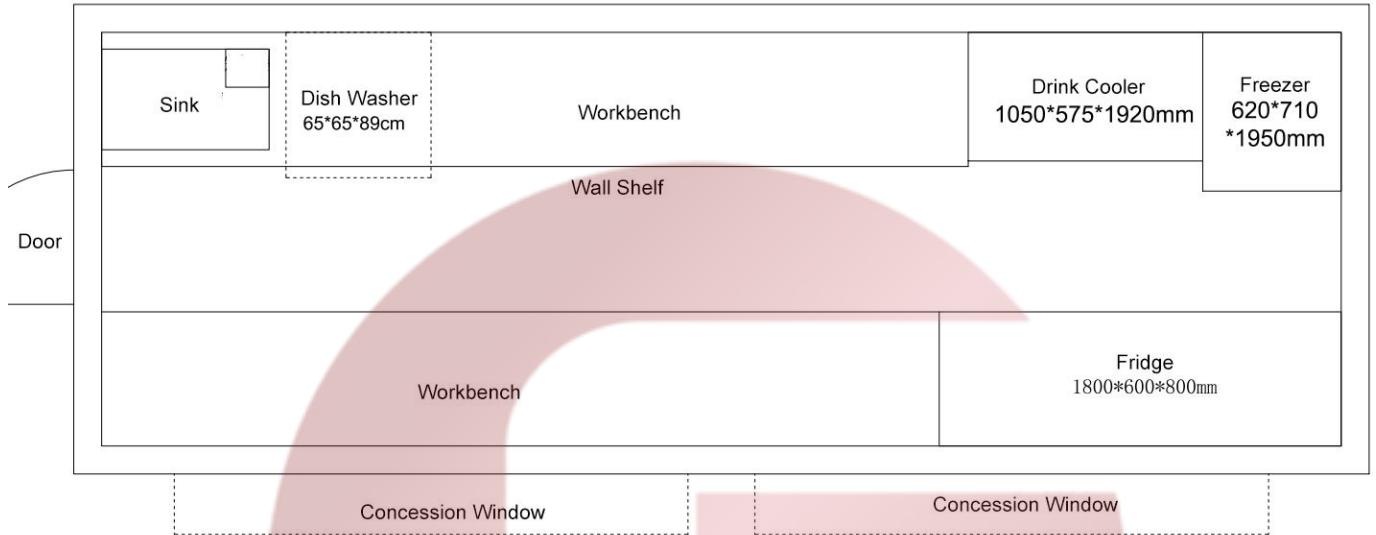 Sink
Dish Washer
65*65*89cm
Workbench
Drink Cooler
1050*575*1920mm
Freezer
620*710
*1950mm
Wall Shelf
Door
Workbench
Fridge
1800*600*800mm
Concession Window
Concession Window